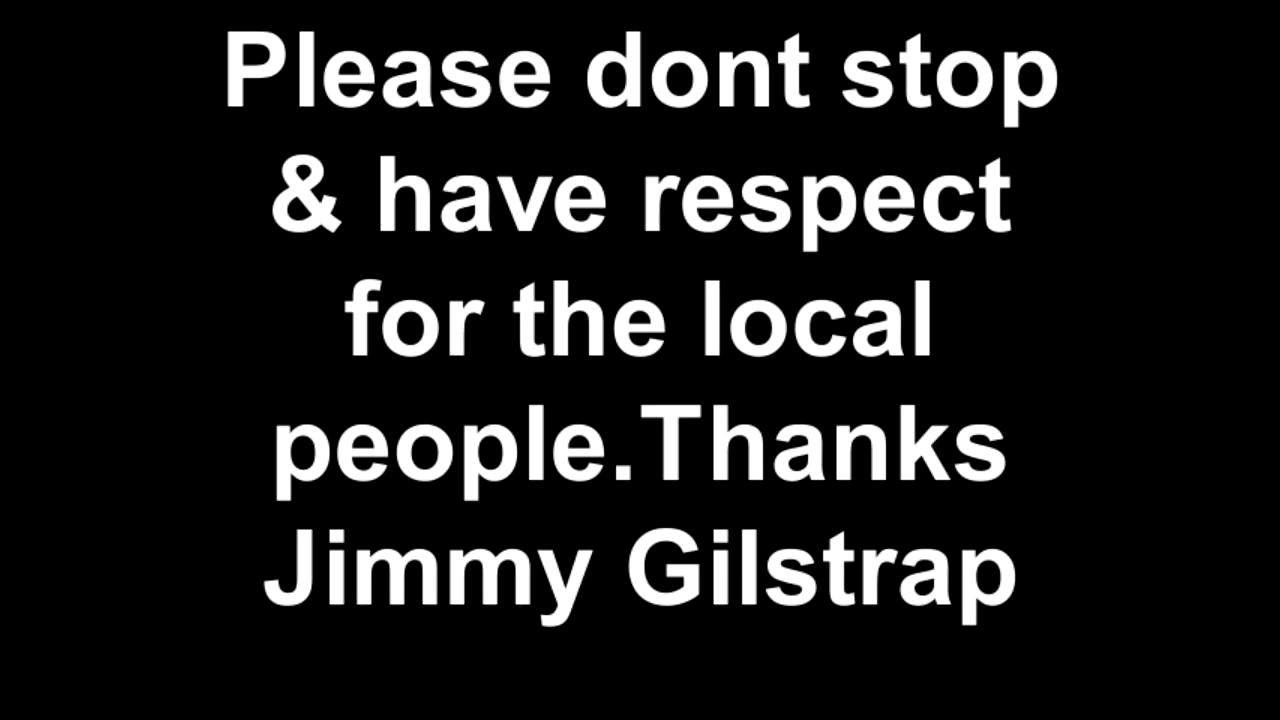 Please dont stop
& have respect
for the local
people.Thanks
Jimmy Gilstrap